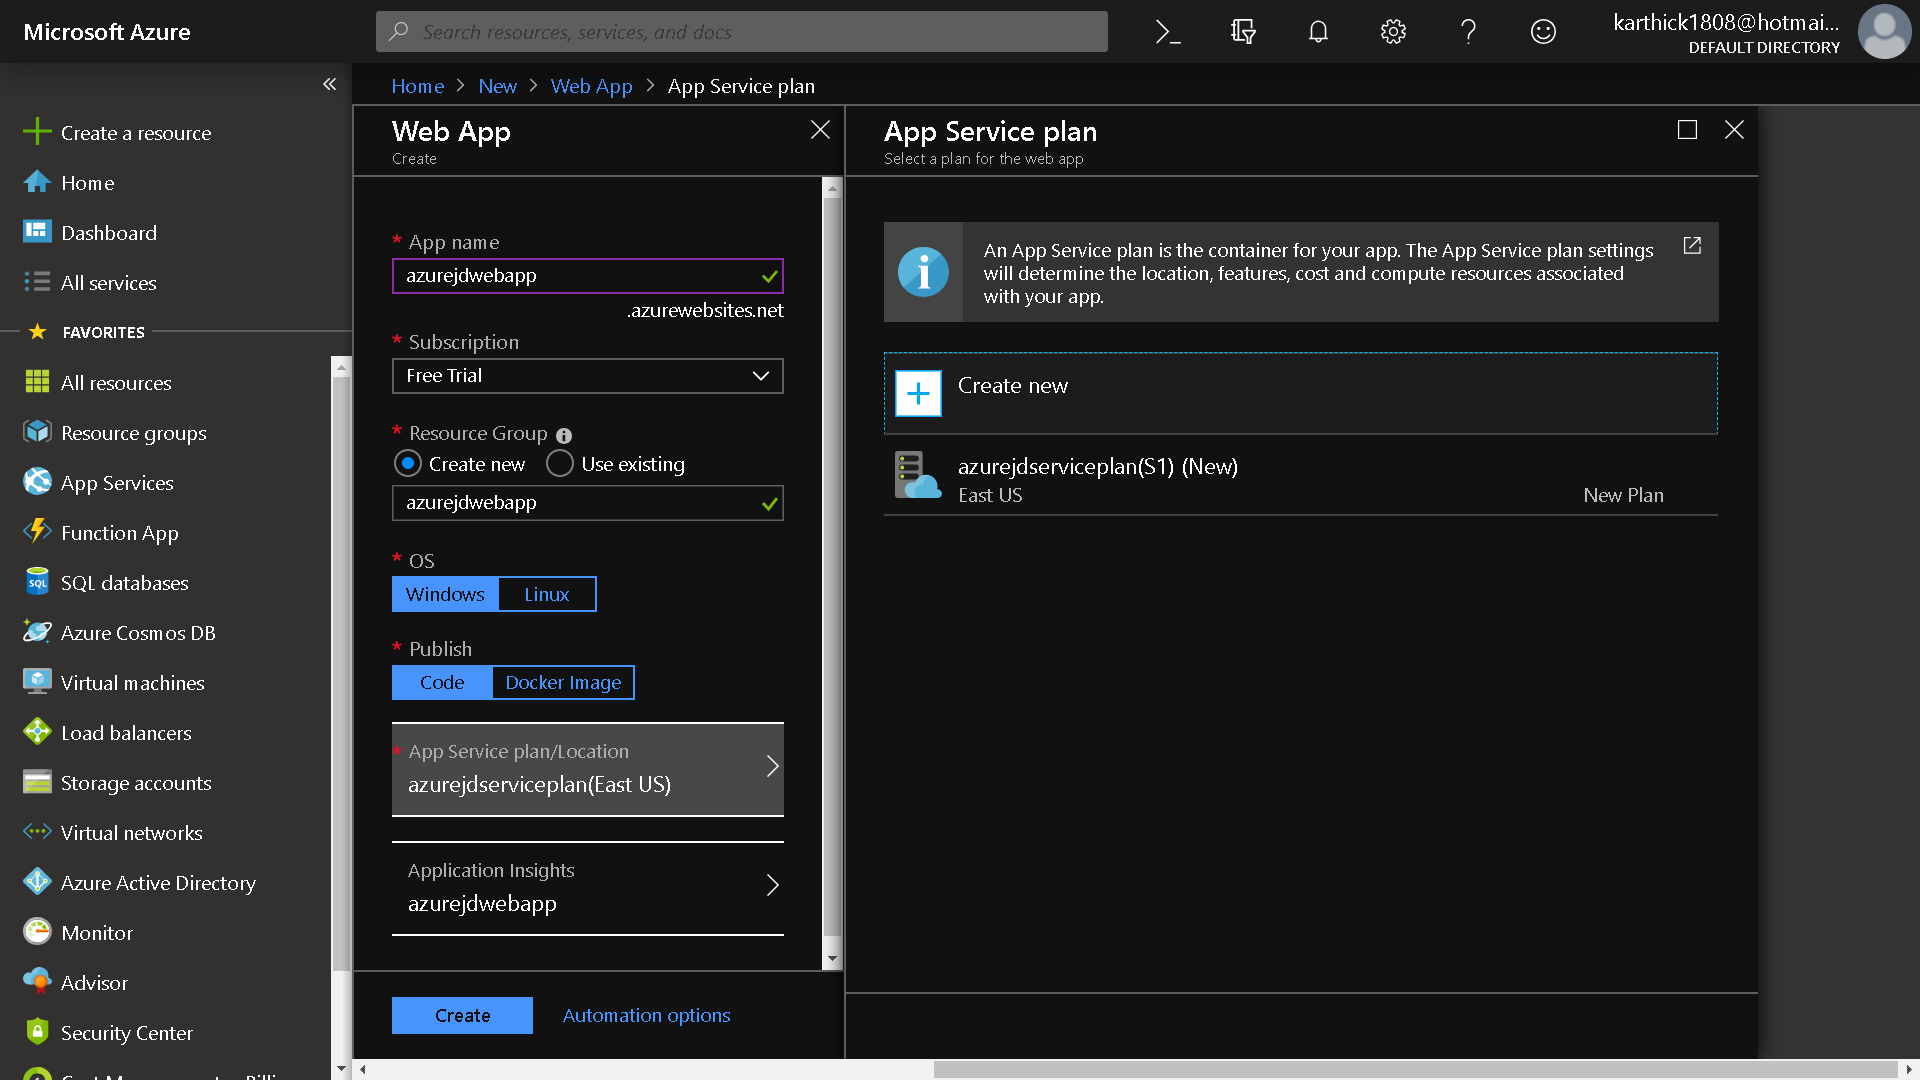 Microsoft Azure
Search resources, services, and docs
karthick1808@hotmai...
DEFAULT DIRECTORY
Home > New > Web App > App Service plan
Create a resource
Home
Dashboard
All services
FAVORITES
All resources
Resource groups
App Services
Function App
SQL databases
Azure Cosmos DB
Virtual machines
Load balancers
Storage accounts
Virtual networks
Azure Active Directory
Monitor
Advisor
Security Center
Web App
Create
* App name
azurejdwebapp
.azurewebsites.net
* Subscription
Free Trial
* Resource Group
Create new Use existing
azurejdwebapp
* OS
Windows Linux
* Publish
Code Docker Image
* App Service plan/Location
azurejdserviceplan(East US)
Application Insights
azurejdwebapp
Create Automation options
App Service plan
Select a plan for the web app
An App Service plan is the container for your app. The App Service plan settings
will determine the location, features, cost and compute resources associated
with your app.
Create new
azurejdserviceplan(S1) (New)
East US New Plan